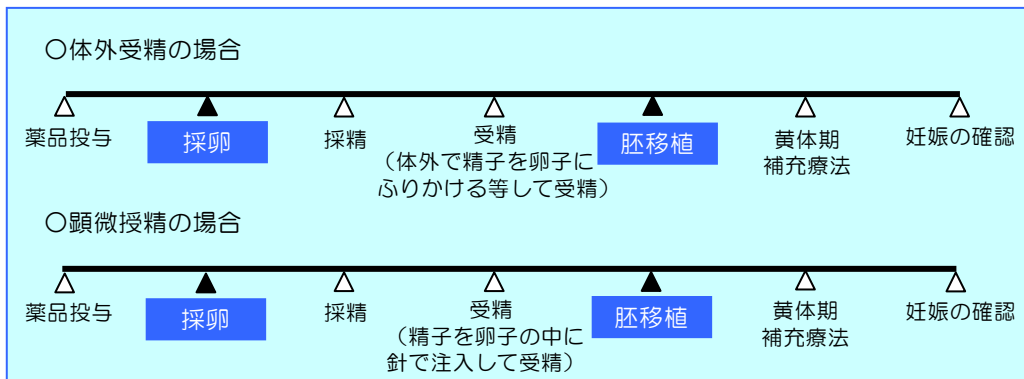 〇体外受精の場合
薬品投与
採卵
採精
受精
(体外で精子を卵子に
ふりかける等して受精)
胚移植
黄体期
補充療法
妊娠の確認
〇顕微授精の場合
薬品投与
採卵
採精
受精
(精子を卵子の中に
針で注入して受精)
胚移植
黄体期
補充療法
妊娠の確認